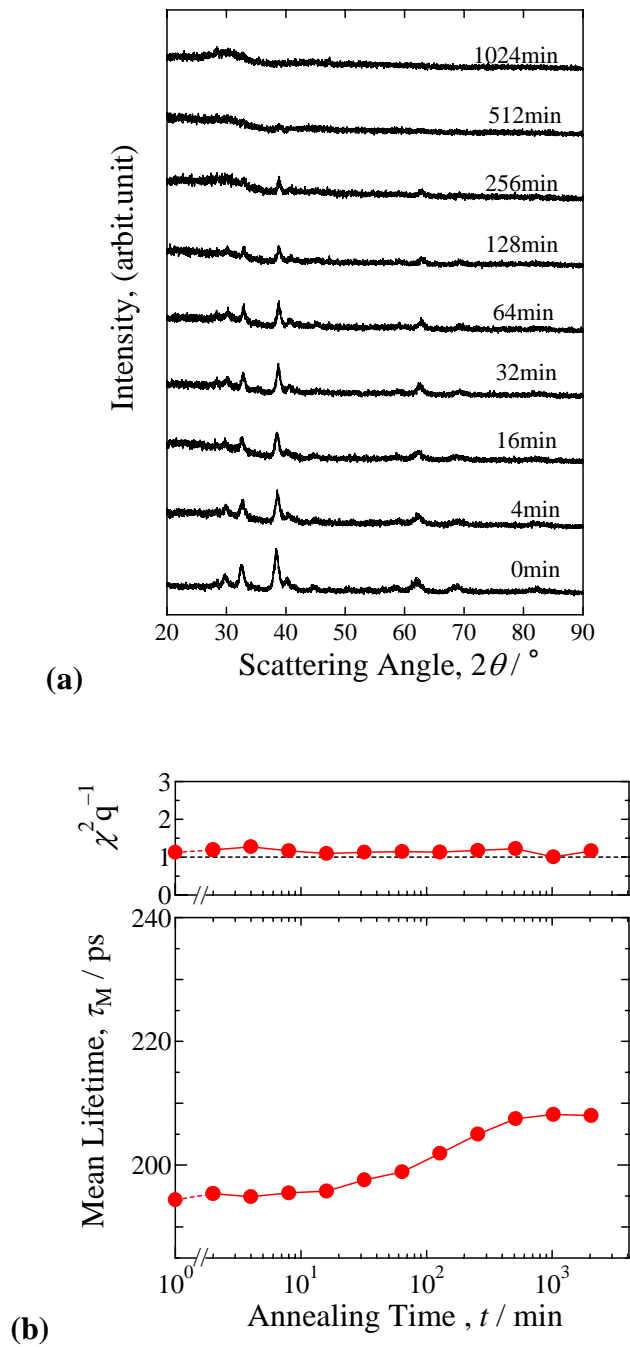 1024min
512min
256min
128min
64min
32min
16min
4min
0min
Intensity, (arbit.unit)
20 30 40 50 60 70 80 90
Scattering Angle, 2θ / °
(a)
3
2
1
0
χ²q⁻¹
240
220
200
Mean Lifetime, τ_M / ps
10⁰ 10¹ 10² 10³
Annealing Time , t / min
(b)